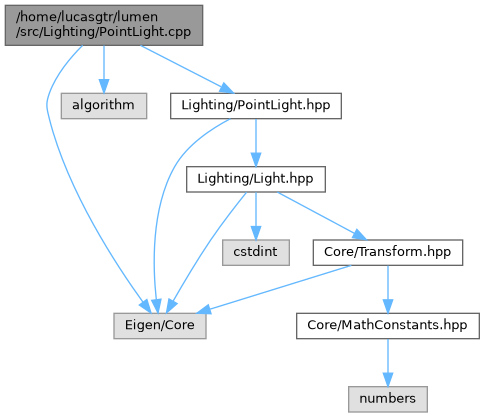 /home/lucasgtr/lumen
/src/Lighting/PointLight.cpp
algorithm
Lighting/PointLight.hpp
Lighting/Light.hpp
cstdint
Core/Transform.hpp
Eigen/Core
Core/MathConstants.hpp
numbers